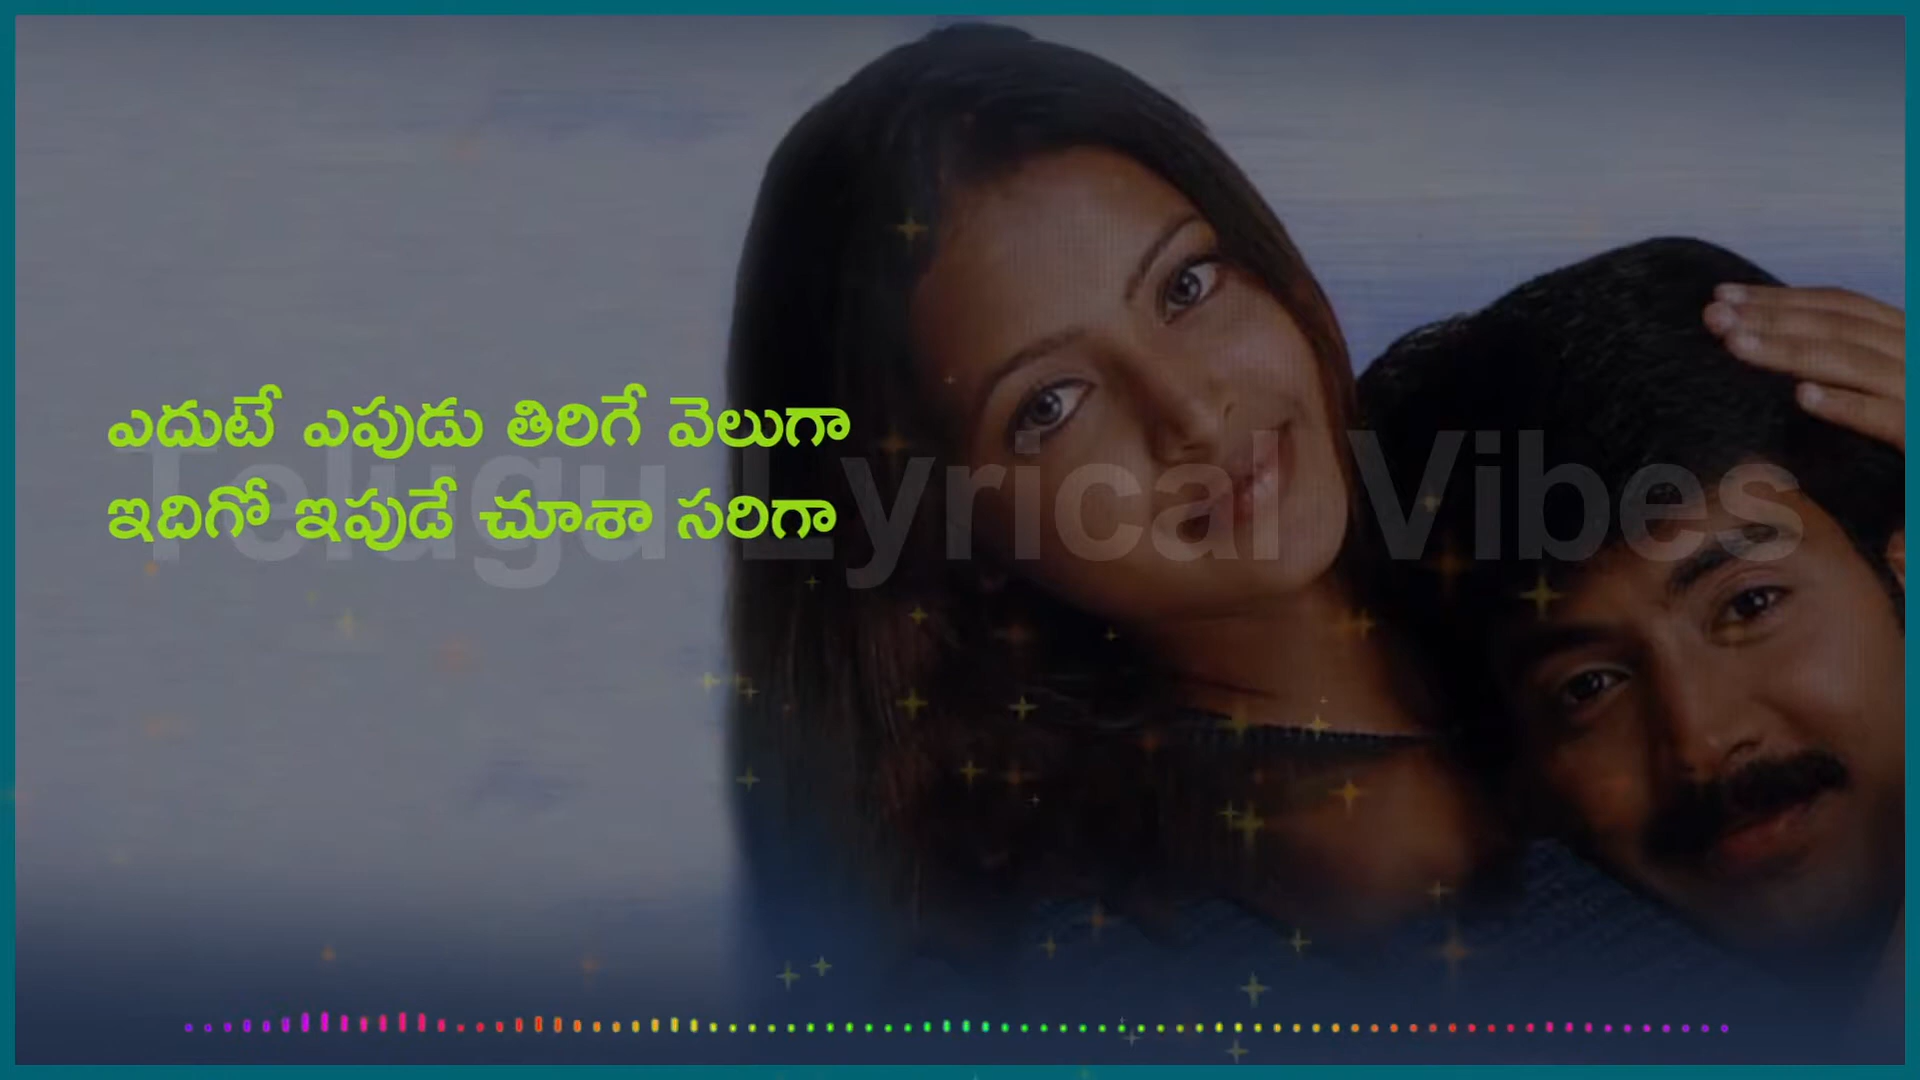 ఎదుటే ఎపుడు తిరిగే వెలుగా
ఇదిగో ఇపుడే చూశా సరిగా
Telugu Lyrical Vibes